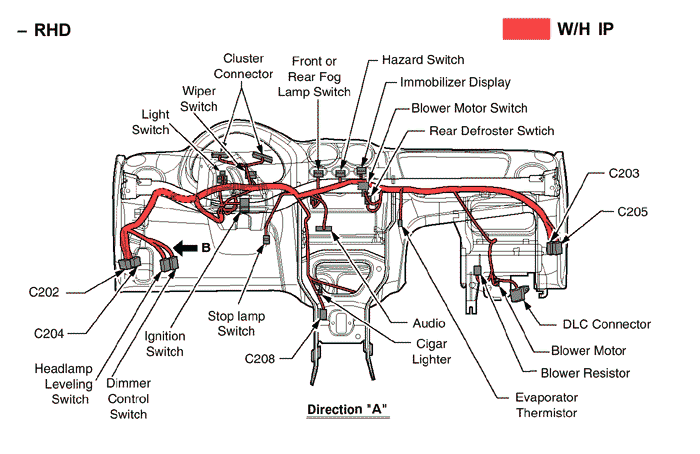 – RHD
W/H IP
Cluster
Connector
Front or
Rear Fog
Lamp Switch
Hazard Switch
Immobilizer Display
Wiper
Switch
Blower Motor Switch
Light
Switch
Rear Defroster Swtich
C203
C205
B
C202
C204
Stop lamp
Switch
Ignition
Switch
Audio
DLC Connector
C208
Cigar
Lighter
Blower Motor
Headlamp
Leveling
Switch
Dimmer
Control
Switch
Blower Resistor
Evaporator
Thermistor
Direction "A"